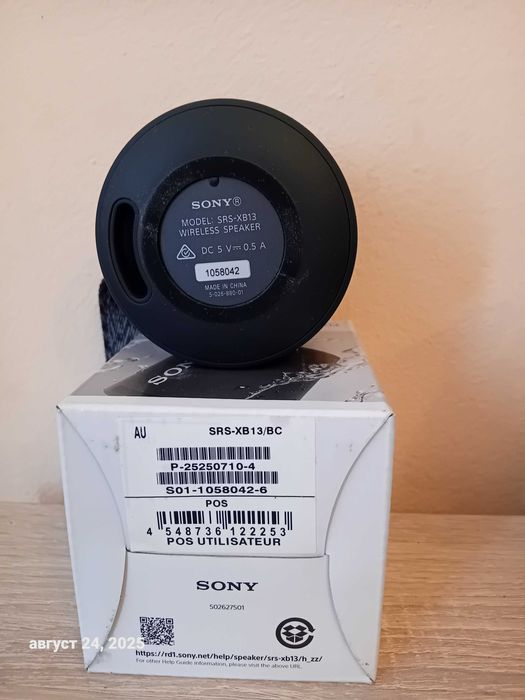 SONY®
MODEL: SRS-XB13
WIRELESS SPEAKER
DC 5 V 0.5 A
1058042
MADE IN CHINA
5-026-880-01
SON
AU SRS-XB13/BC
P-25250710-4
S01-1058042-6
POS
4 548736 122253
POS UTILISATEUR
SONY
502627501
август 24, 2025
https://rd1.sony.net/help/speaker/srs-xb13/h_zz/
For other Help Guide information, please visit the above URL.